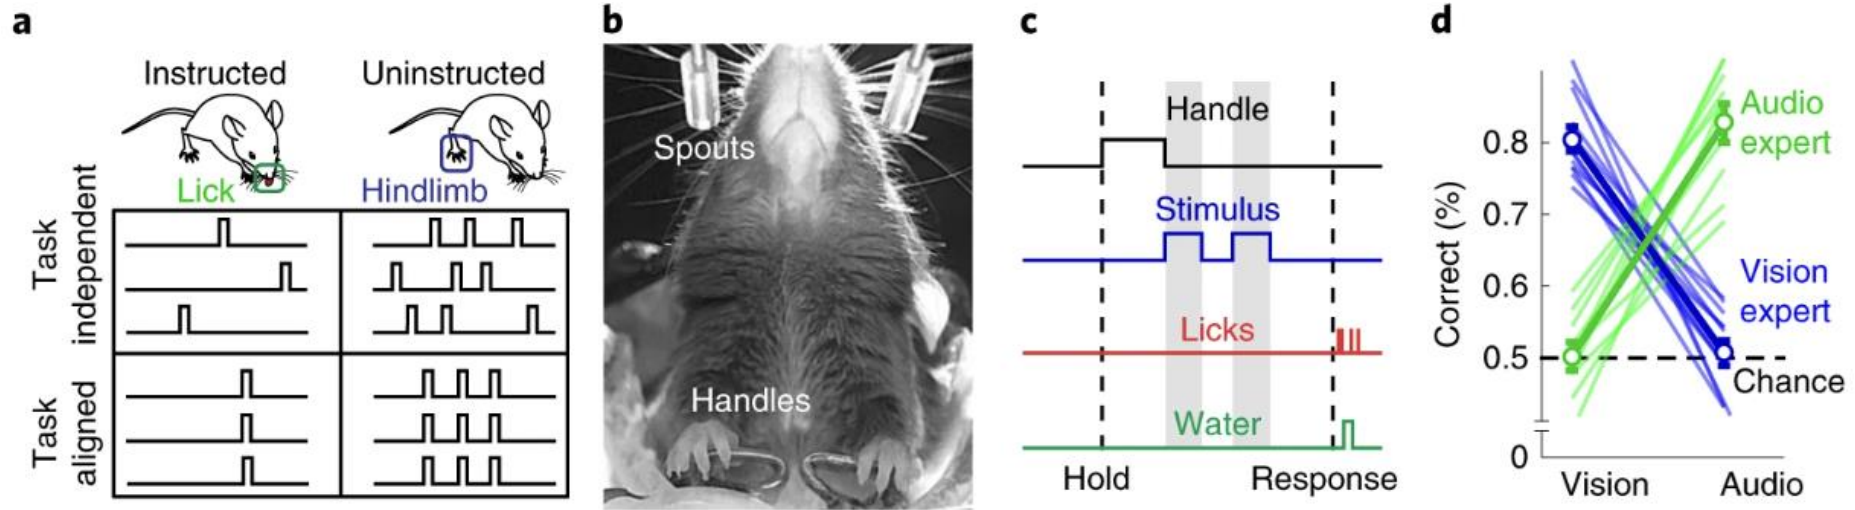 a
Instructed
Uninstructed
Lick
Hindlimb
Task
independent
Task
aligned
b
Spouts
Handles
c
Handle
Stimulus
Licks
Water
Hold
Response
d
Correct (%)
0.8
0.7
0.6
0.5
0
Audio
expert
Vision
expert
Chance
Vision
Audio